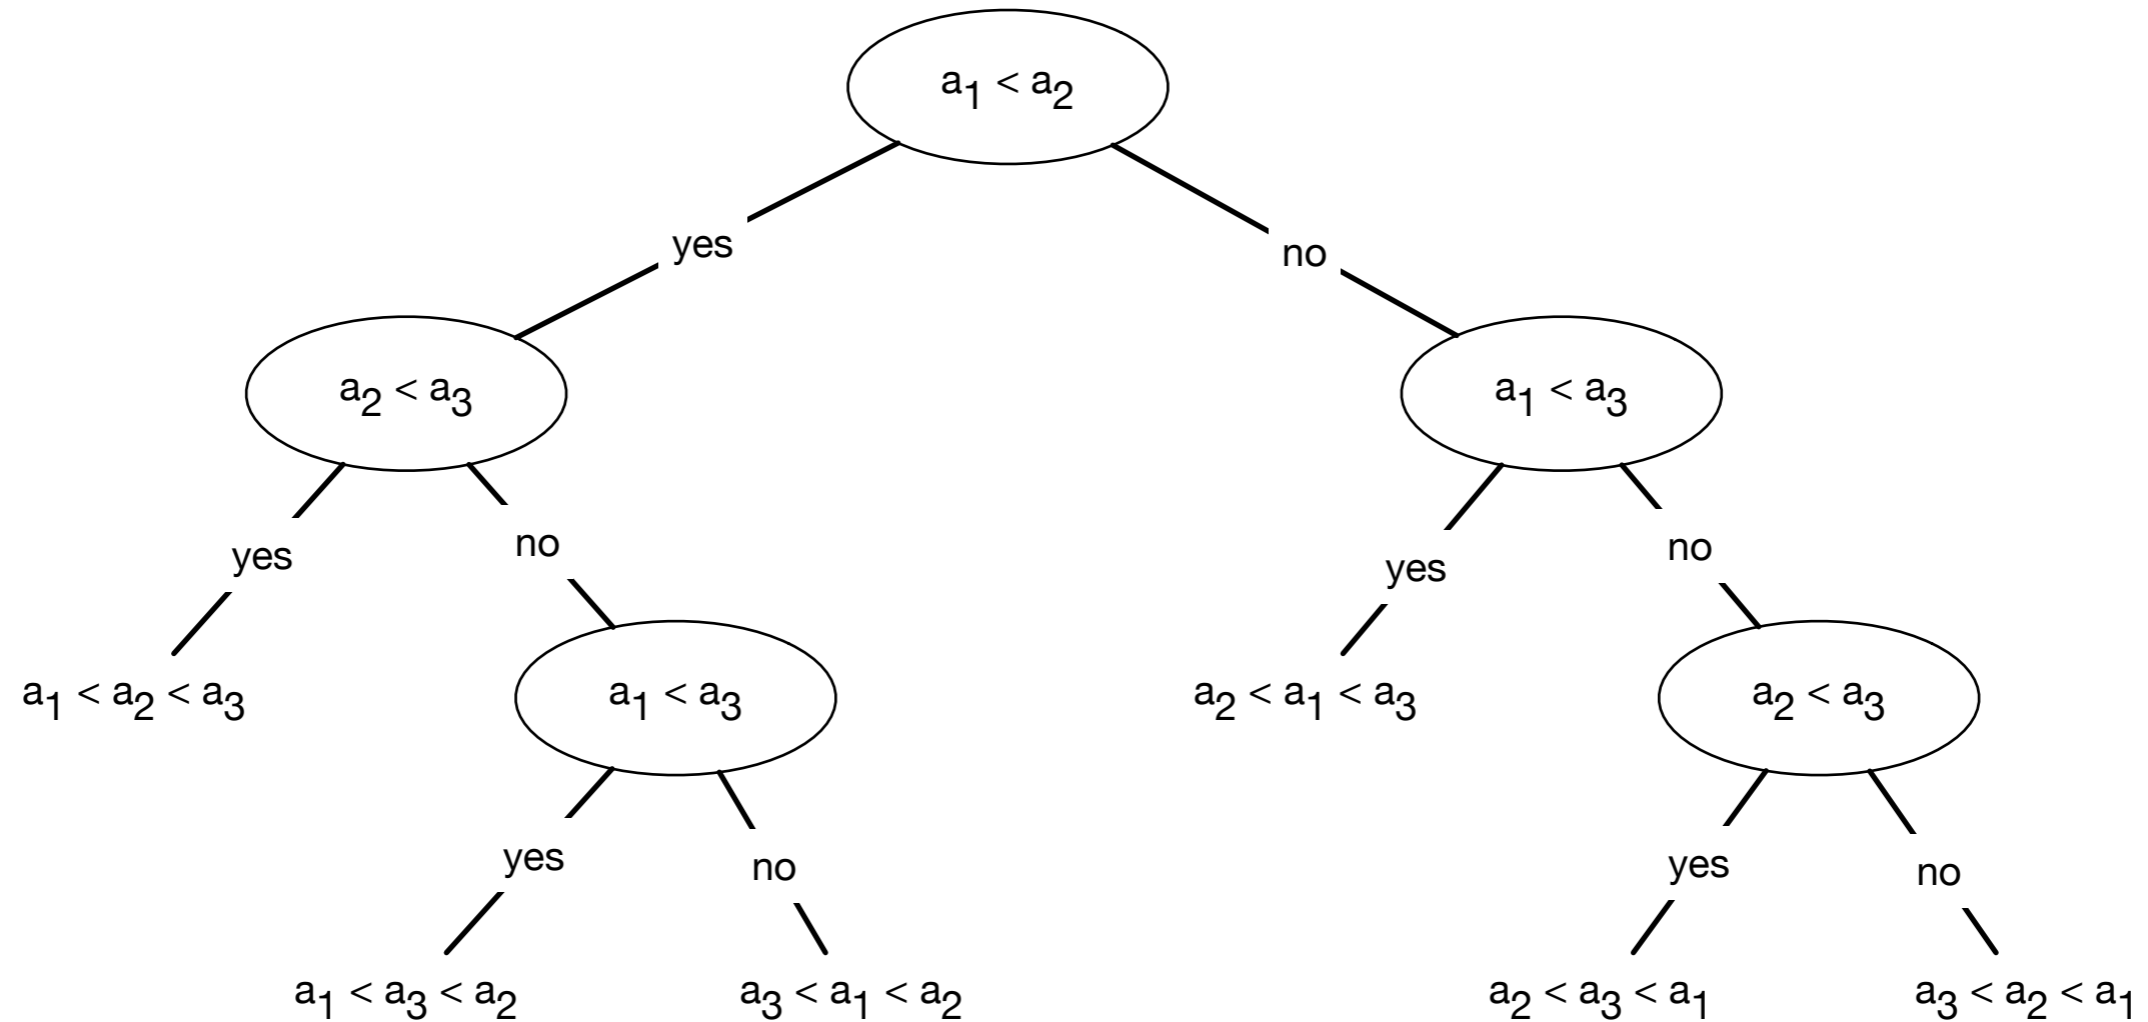 a₁ < a₂
yes
no
a₂ < a₃
a₁ < a₃
yes
no
yes
no
a₁ < a₂ < a₃
a₁ < a₃
a₂ < a₁ < a₃
a₂ < a₃
yes
no
yes
no
a₁ < a₃ < a₂
a₃ < a₁ < a₂
a₂ < a₃ < a₁
a₃ < a₂ < a₁